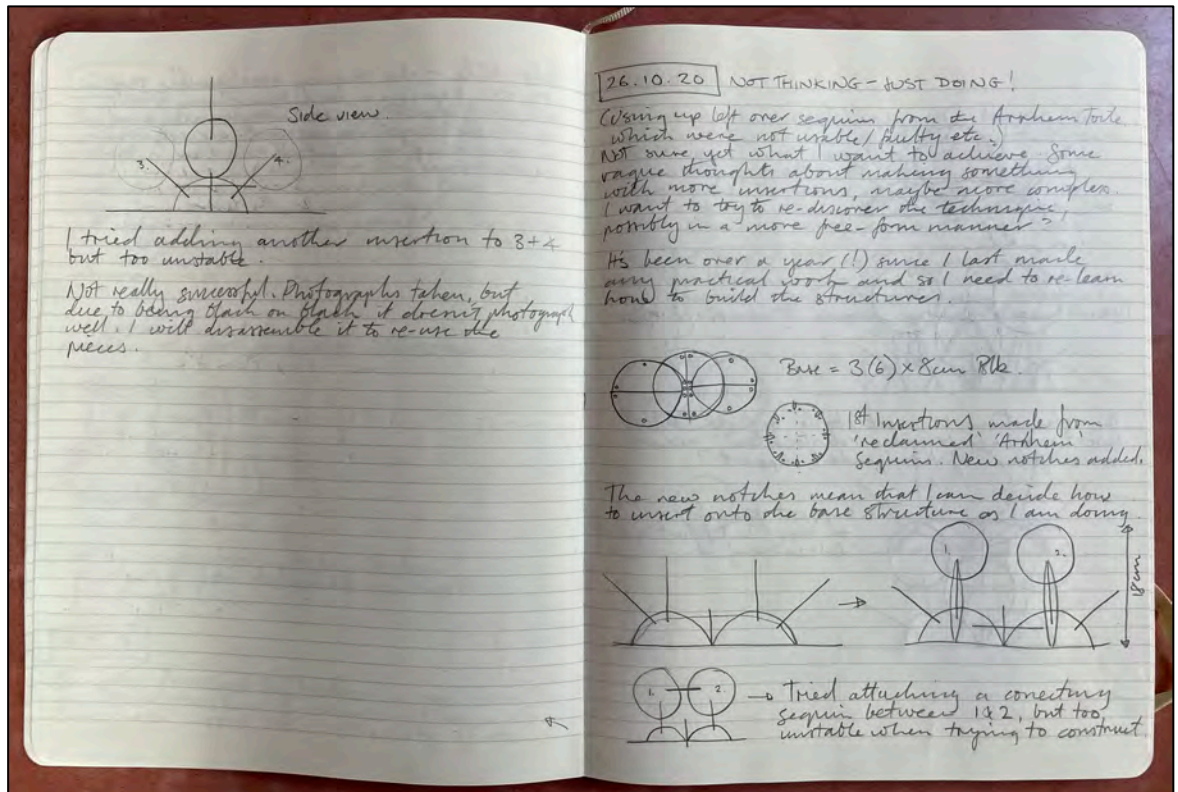 Side view.
3.
4.
I tried adding another insertion to 3+4
but too unstable.
Not really successful. Photographs taken, but
due to being black on black it doesn't photograph
well. I will disassemble it to re-use the
pieces.
26.10.20 NOT THINKING - JUST DOING!
(Using up left over sequins from the Arnhem Toile
which were not usable/faulty etc.)
Not sure yet what I want to achieve. Some
vague thoughts about making something
with more insertions, maybe more complex.
I want to try to re-discover the technique,
possibly in a more free-form manner?
It's been over a year (!) since I last made
any practical work and so I need to re-learn
how to build the structures.
Base = 3(6) x 8cm Blk.
1st Insertions made from
'reclaimed' 'Arnhem'
sequins. New notches added.
The new notches mean that I can decide how
to insert onto the base structure as I am doing
1.
2.
18cm
1.
2.
Tried attaching a conecting
sequin between 1&2, but too
unstable when trying to construct.